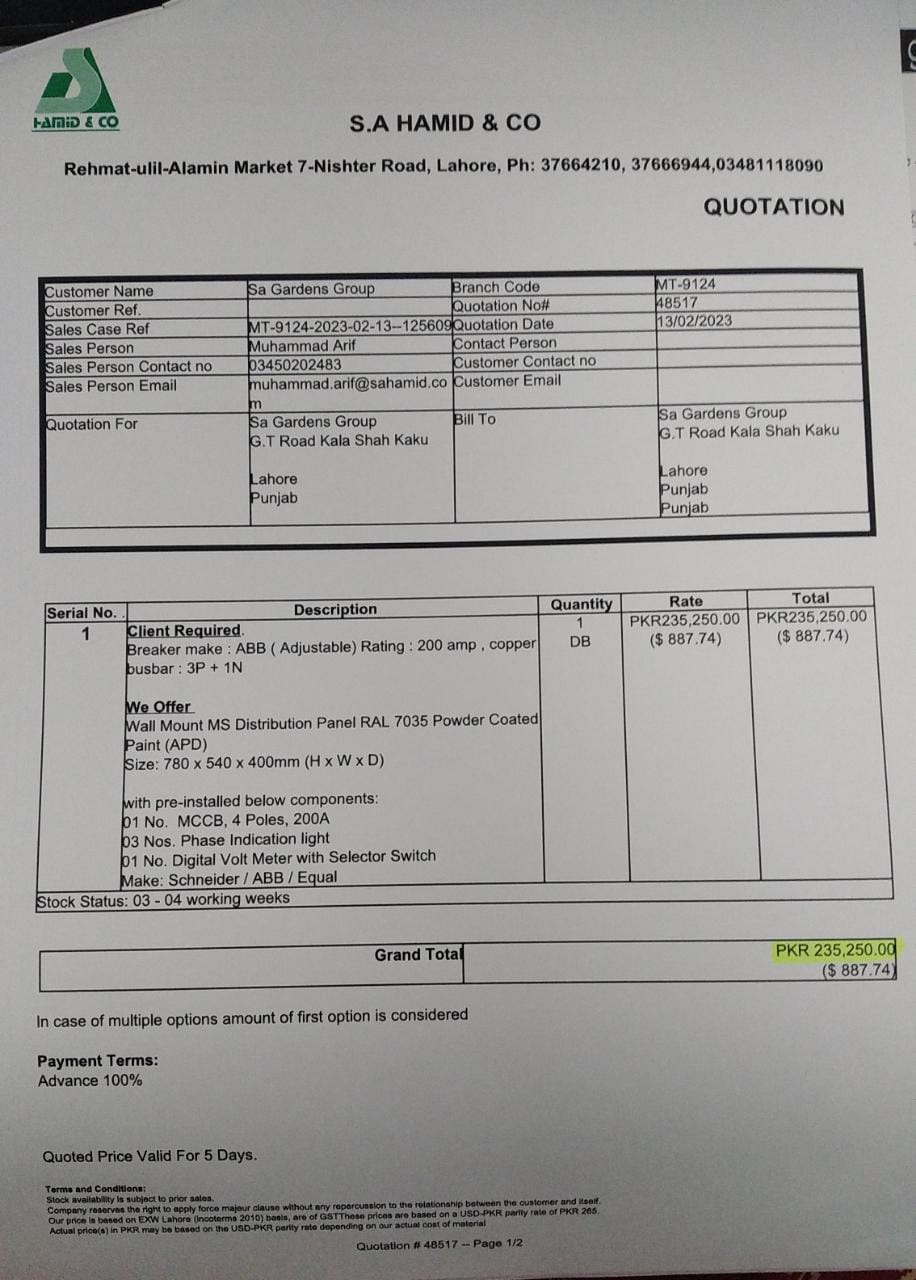 HAMID & CO
S.A HAMID & CO
Rehmat-ulil-Alamin Market 7-Nishter Road, Lahore, Ph: 37664210, 37666944,03481118090
QUOTATION
Customer Name Sa Gardens Group Branch Code MT-9124
Customer Ref. Quotation No# 48517
Sales Case Ref MT-9124-2023-02-13--125609 Quotation Date 13/02/2023
Sales Person Muhammad Arif Contact Person
Sales Person Contact no 03450202483 Customer Contact no
Sales Person Email muhammad.arif@sahamid.co Customer Email
m
Quotation For Sa Gardens Group Bill To Sa Gardens Group
G.T Road Kala Shah Kaku G.T Road Kala Shah Kaku
Lahore Lahore
Punjab Punjab
Punjab
Serial No. Description Quantity Rate Total
1 Client Required. 1 PKR235,250.00 PKR235,250.00
Breaker make : ABB ( Adjustable) Rating : 200 amp , copper DB ($ 887.74) ($ 887.74)
busbar : 3P + 1N
We Offer
Wall Mount MS Distribution Panel RAL 7035 Powder Coated
Paint (APD)
Size: 780 x 540 x 400mm (H x W x D)
with pre-installed below components:
01 No. MCCB, 4 Poles, 200A
03 Nos. Phase Indication light
01 No. Digital Volt Meter with Selector Switch
Make: Schneider / ABB / Equal
Stock Status: 03 - 04 working weeks
Grand Total PKR 235,250.00
($ 887.74)
In case of multiple options amount of first option is considered
Payment Terms:
Advance 100%
Quoted Price Valid For 5 Days.
Terms and Conditions:
Stock availability is subject to prior sales.
Company reserves the right to apply force majeur clause without any repercussion to the relationship between the customer and itself.
Our price is based on EXW Lahore (Incoterms 2010) basis, are of GSTThese prices are based on a USD-PKR parity rate of PKR 265.
Actual price(s) in PKR may be based on the USD-PKR parity rate depending on our actual cost of material
Quotation # 48517 -- Page 1/2